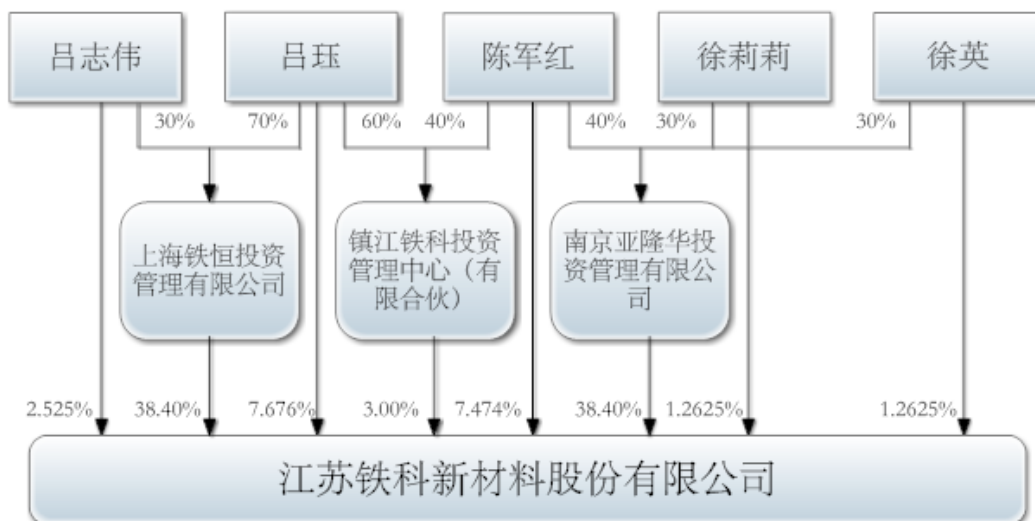 吕志伟
吕珏
陈军红
徐莉莉
徐英
30%
70%
60%
40%
40%
30%
30%
上海铁恒投资
管理有限公司
镇江铁科投资
管理中心（有
限合伙）
南京亚隆华投
资管理有限公
司
2.525%
38.40%
7.676%
3.00%
7.474%
38.40%
1.2625%
1.2625%
江苏铁科新材料股份有限公司